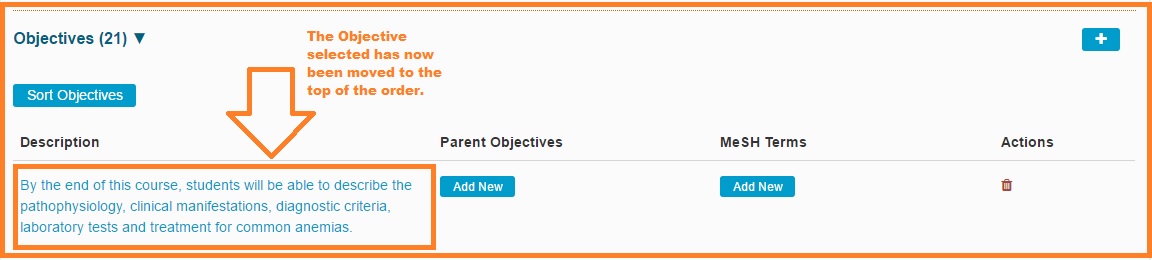 Objectives (21) ▼
The Objective
selected has now
been moved to the
top of the order.
+
Sort Objectives
Description Parent Objectives MeSH Terms Actions
By the end of this course, students will be able to describe the
pathophysiology, clinical manifestations, diagnostic criteria,
laboratory tests and treatment for common anemias.
Add New Add New